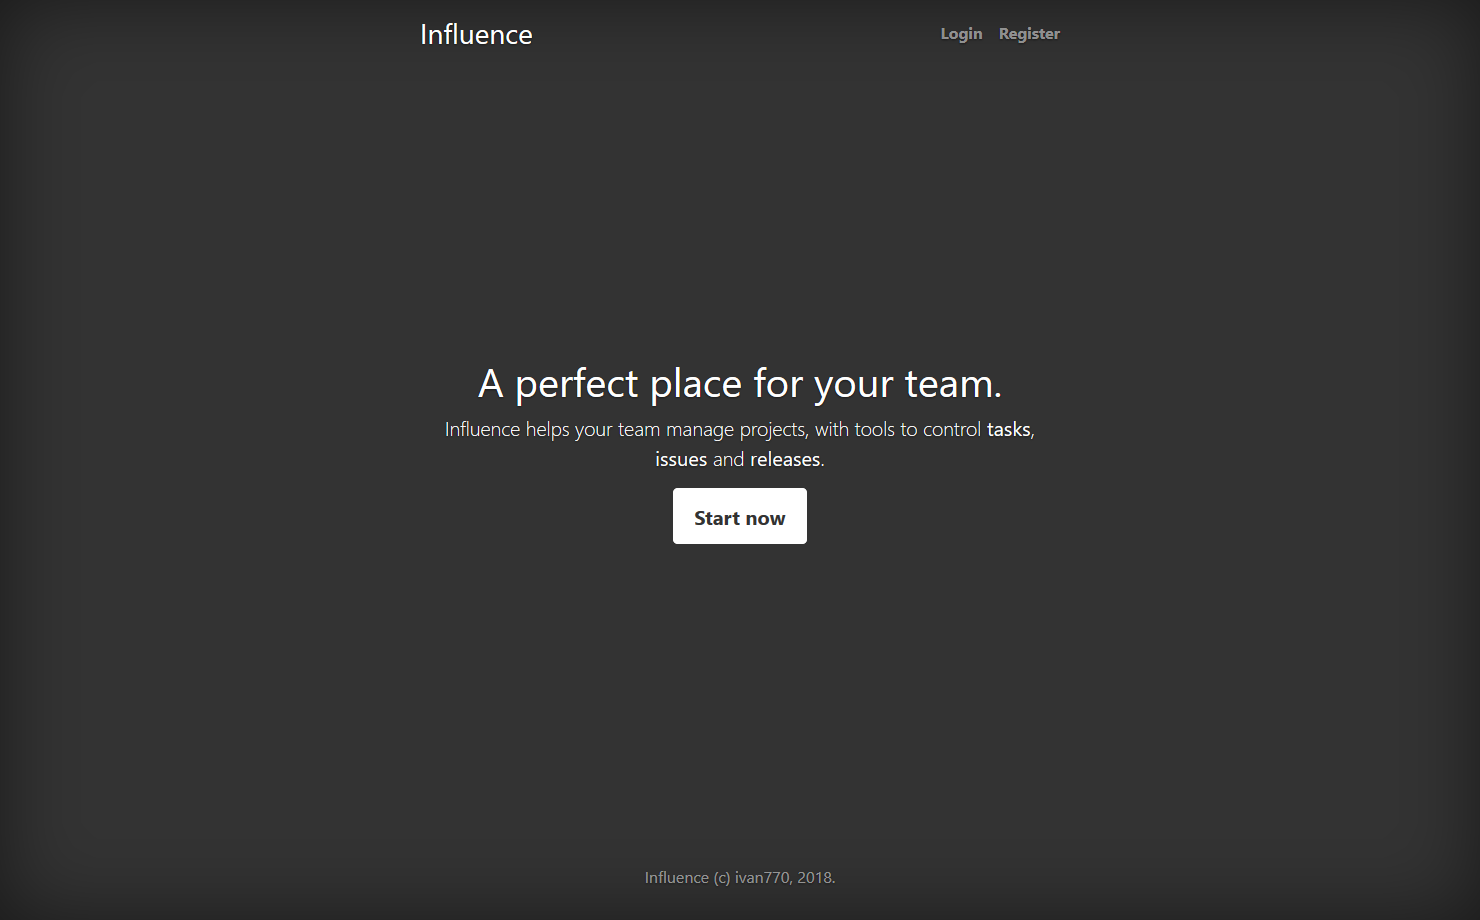 Influence
Login Register
A perfect place for your team.
Influence helps your team manage projects, with tools to control tasks,
issues and releases.
Start now
Influence (c) ivan770, 2018.